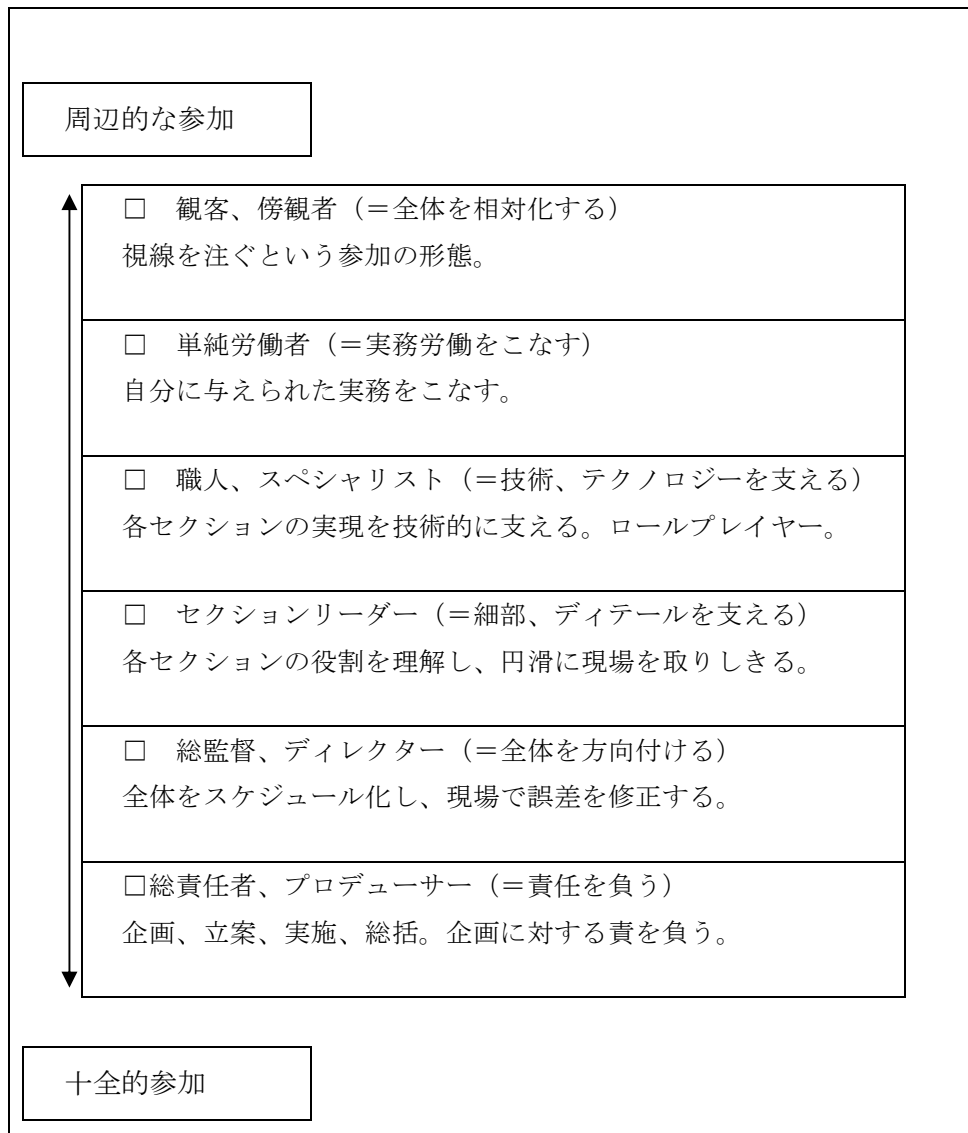 周辺的な参加
□　観客、傍観者（＝全体を相対化する）
視線を注ぐという参加の形態。
□　単純労働者（＝実務労働をこなす）
自分に与えられた実務をこなす。
□　職人、スペシャリスト（＝技術、テクノロジーを支える）
各セクションの実現を技術的に支える。ロールプレイヤー。
□　セクションリーダー（＝細部、ディテールを支える）
各セクションの役割を理解し、円滑に現場を取りしきる。
□　総監督、ディレクター（＝全体を方向付ける）
全体をスケジュール化し、現場で誤差を修正する。
□総責任者、プロデューサー（＝責任を負う）
企画、立案、実施、総括。企画に対する責を負う。
十全的参加